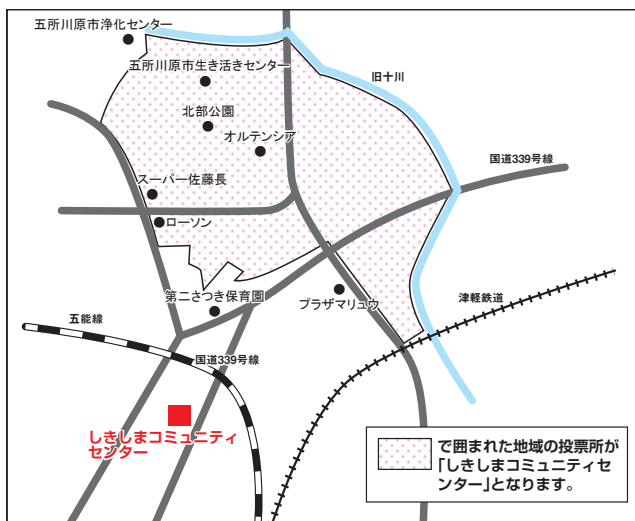 五所川原市浄化センター
五所川原市生き活きセンター
旧十川
北部公園
オルテンシア
国道339号線
スーパー佐藤長
ローソン
第二さつき保育園
プラザマリュウ
津軽鉄道
五能線
国道339号線
しきしまコミュニティ
センター
で囲まれた地域の投票所が
「しきしまコミュニティセ
ンター」となります。